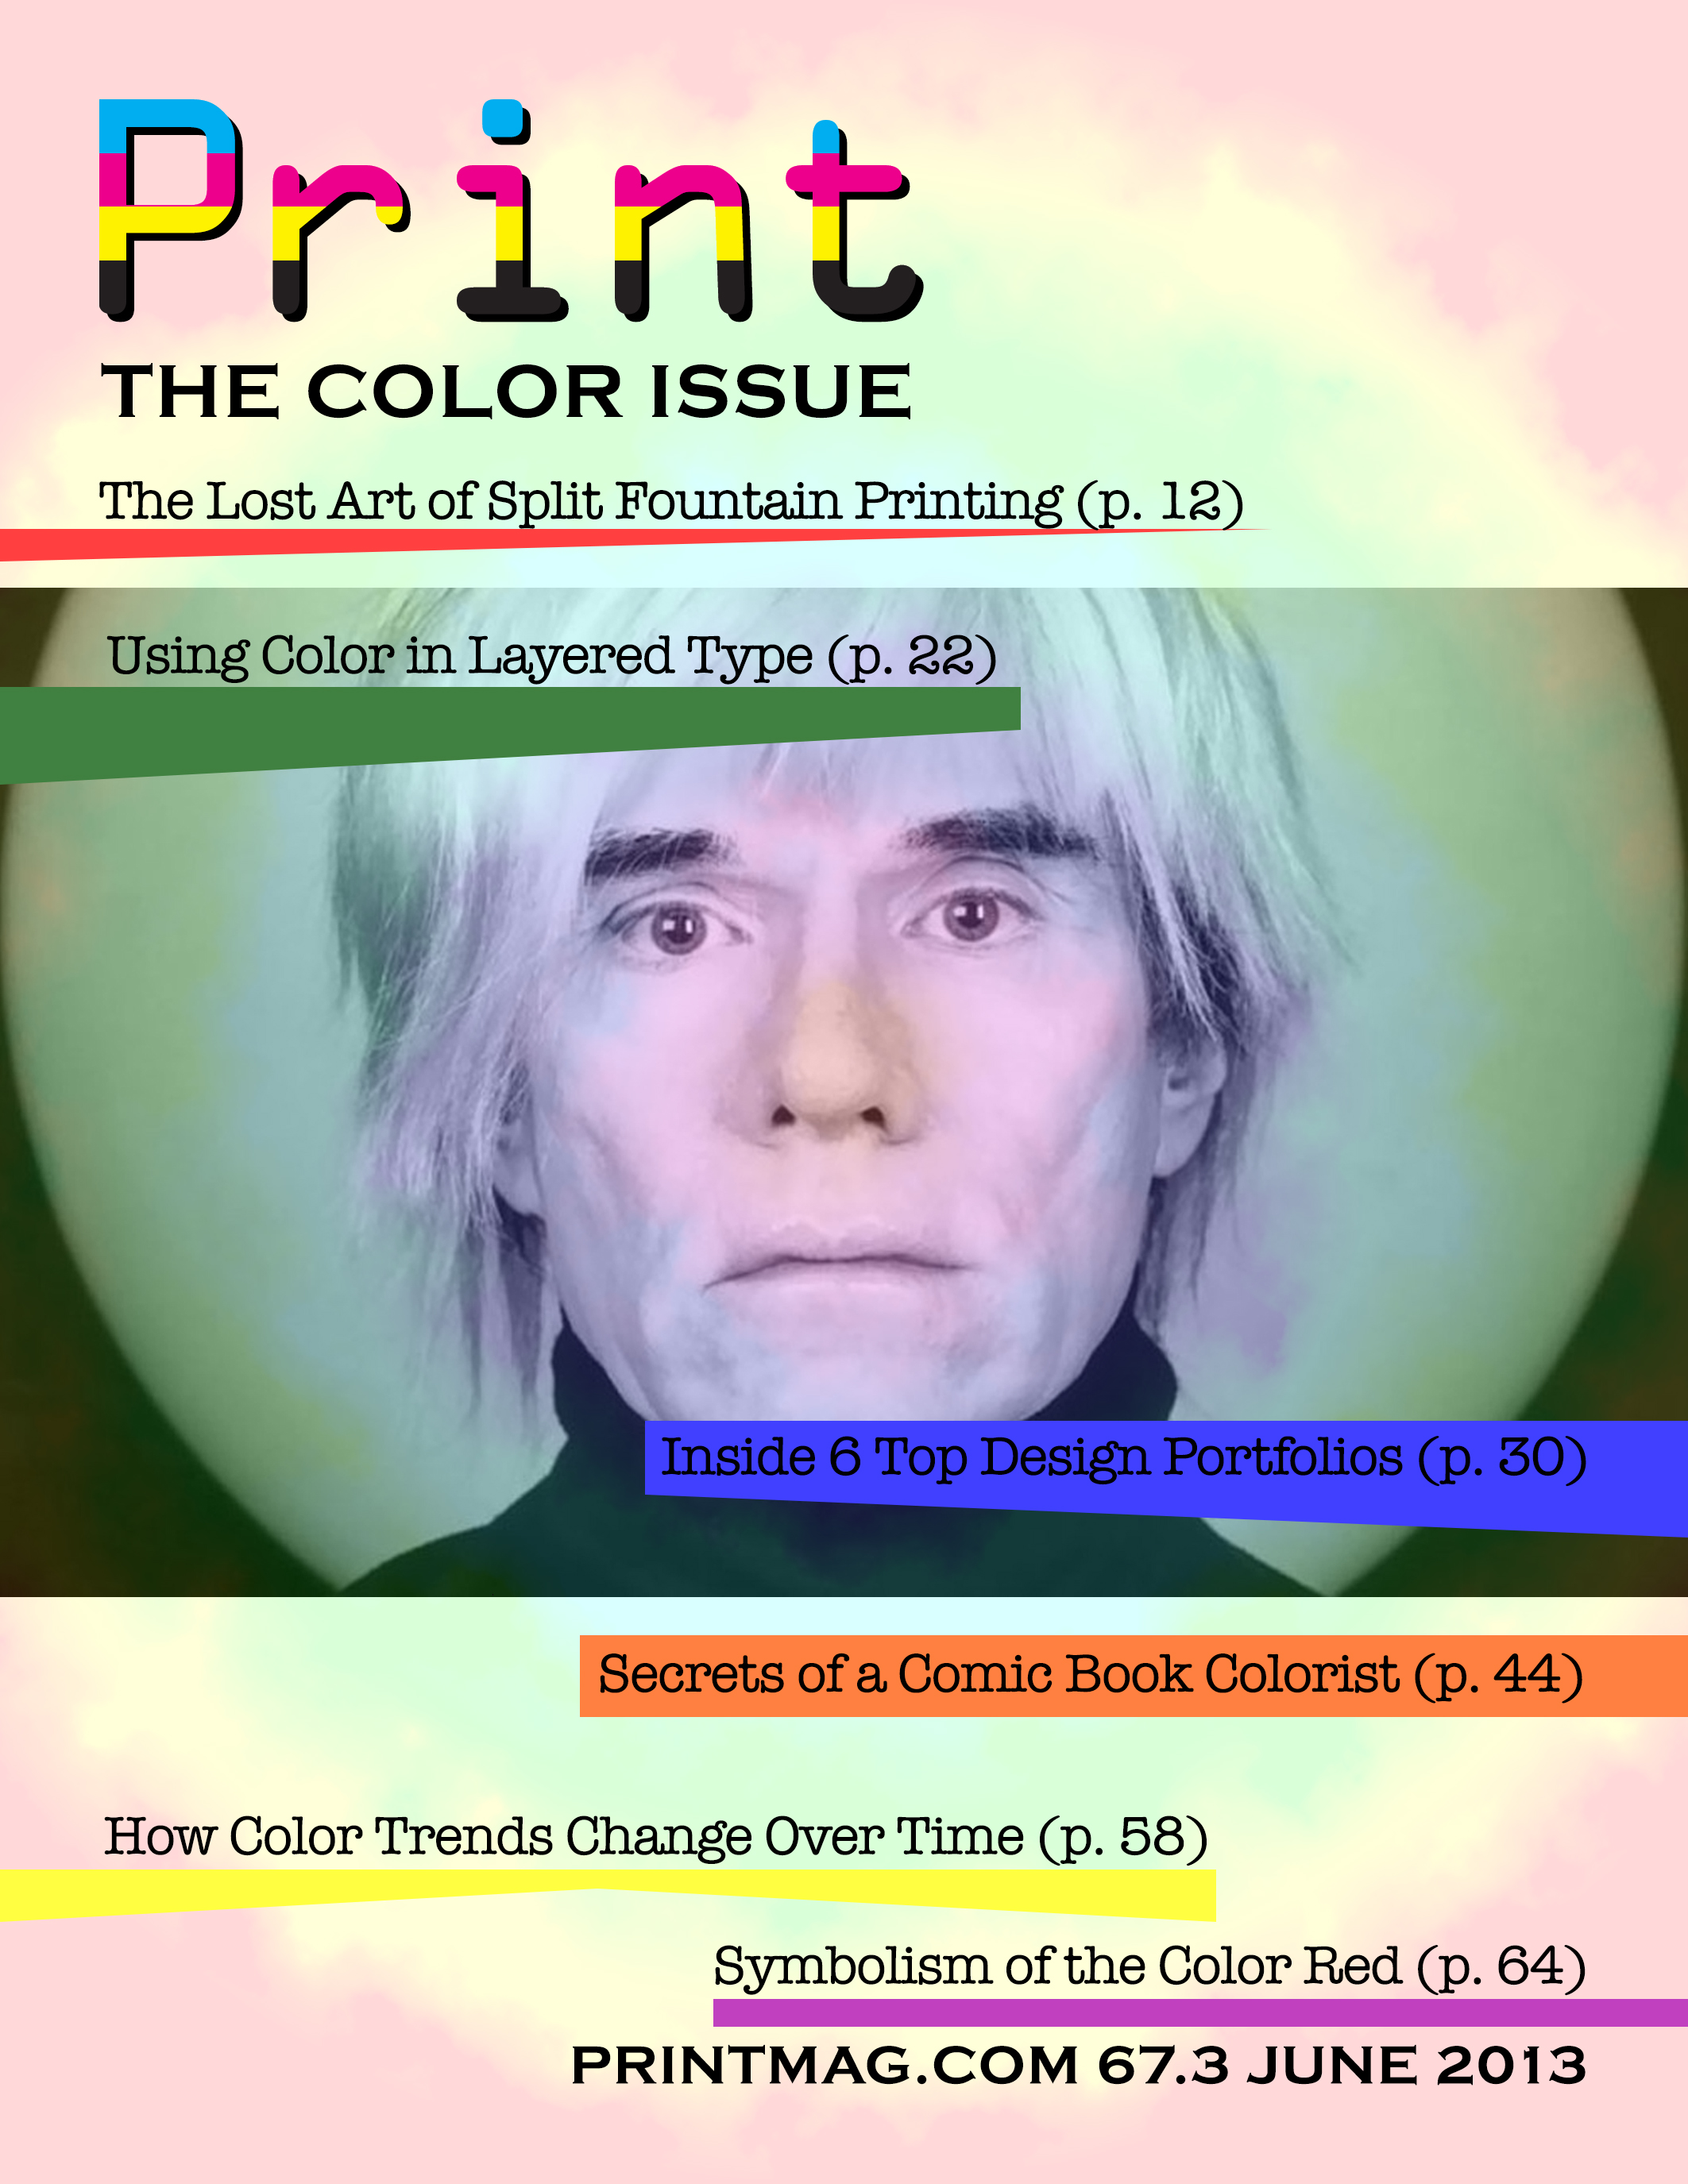 Print
THE COLOR ISSUE
The Lost Art of Split Fountain Printing (p. 12)
Using Color in Layered Type (p. 22)
Inside 6 Top Design Portfolios (p. 30)
Secrets of a Comic Book Colorist (p. 44)
How Color Trends Change Over Time (p. 58)
Symbolism of the Color Red (p. 64)
PRINTMAG.COM 67.3 JUNE 2013